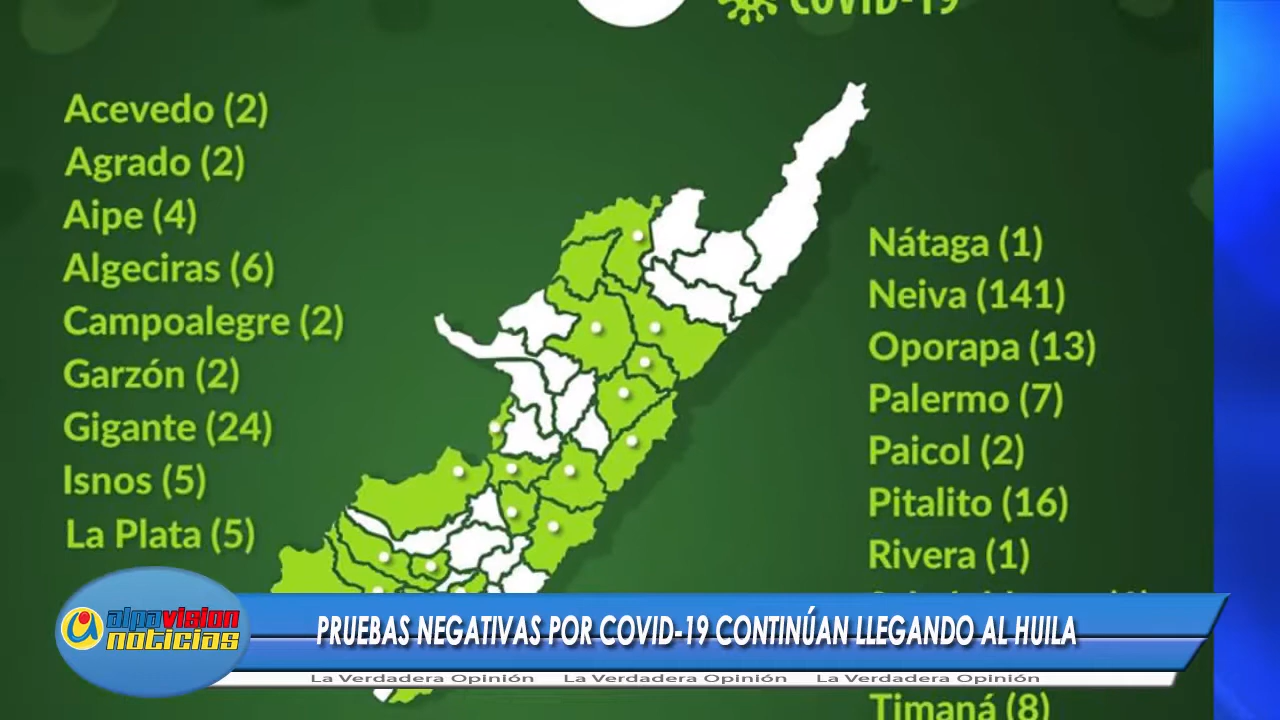 COVID-19
Acevedo (2)
Agrado (2)
Aipe (4)
Algeciras (6)
Campoalegre (2)
Garzón (2)
Gigante (24)
Isnos (5)
La Plata (5)
Nátaga (1)
Neiva (141)
Oporapa (13)
Palermo (7)
Paicol (2)
Pitalito (16)
Rivera (1)
Timaná (8)
alpavision
noticias
PRUEBAS NEGATIVAS POR COVID-19 CONTINÚAN LLEGANDO AL HUILA
La Verdadera Opinión La Verdadera Opinión La Verdadera Opinión